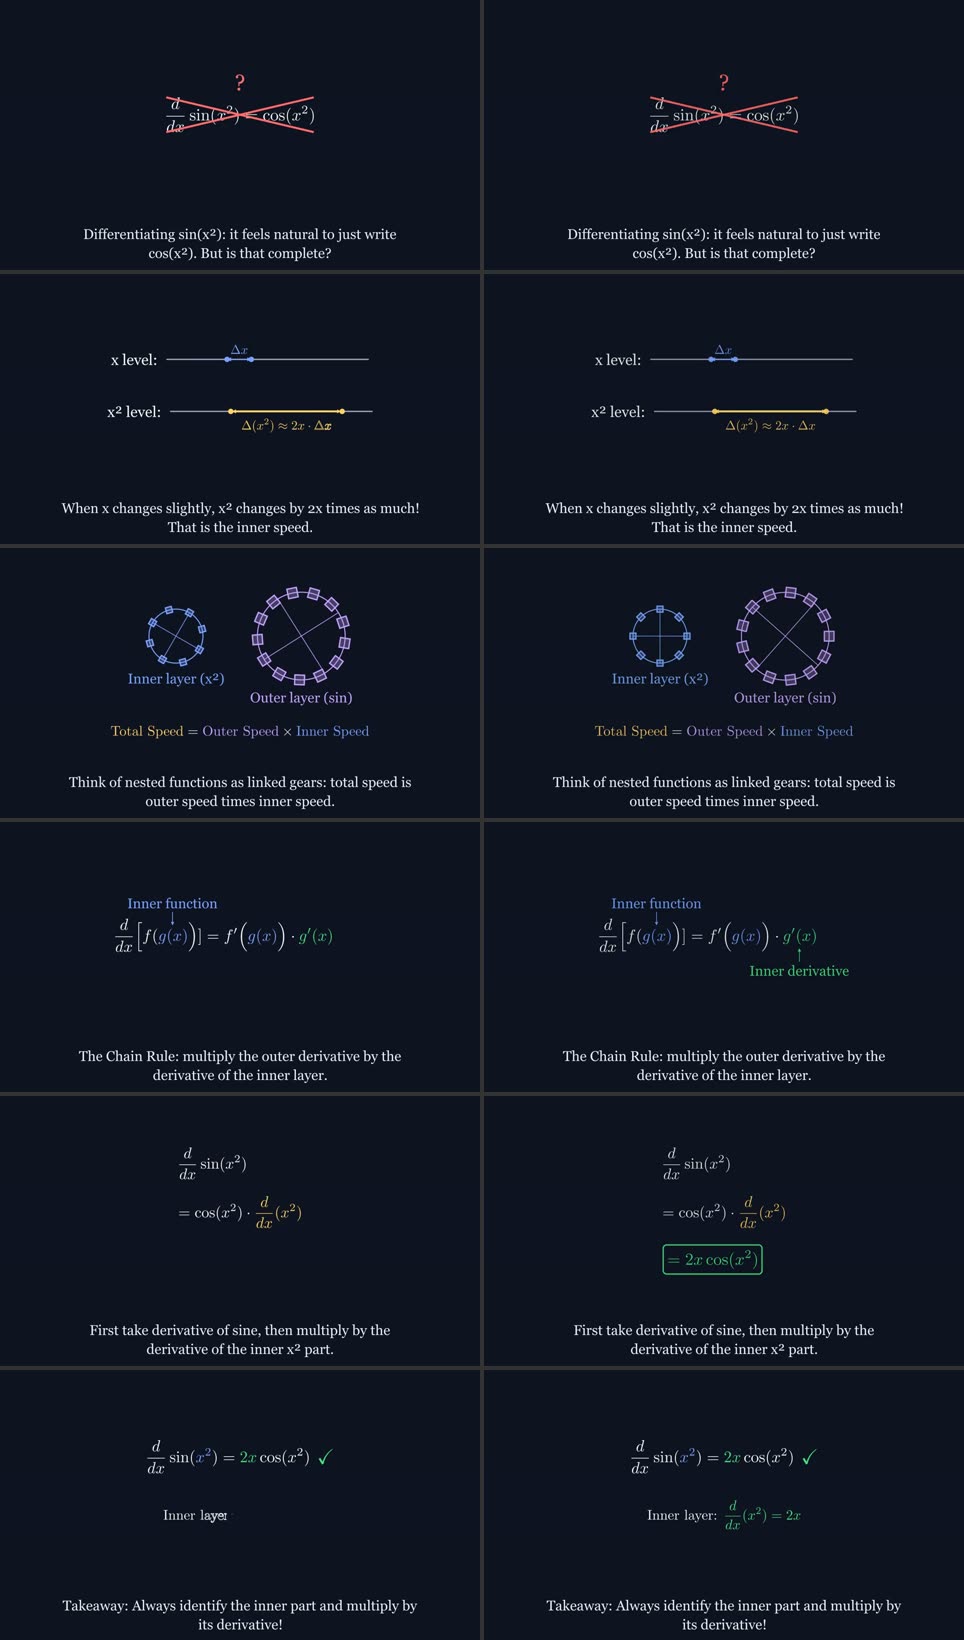 ?
?
d/dx sin(x²) = cos(x²)
d/dx sin(x²) = cos(x²)
Differentiating sin(x²): it feels natural to just write
cos(x²). But is that complete?
Differentiating sin(x²): it feels natural to just write
cos(x²). But is that complete?
Δx
x level:
x² level:
Δ(x²) ≈ 2x · Δx
When x changes slightly, x² changes by 2x times as much!
That is the inner speed.
Δx
x level:
x² level:
Δ(x²) ≈ 2x · Δx
When x changes slightly, x² changes by 2x times as much!
That is the inner speed.
Inner layer (x²)
Outer layer (sin)
Total Speed = Outer Speed × Inner Speed
Think of nested functions as linked gears: total speed is
outer speed times inner speed.
Inner layer (x²)
Outer layer (sin)
Total Speed = Outer Speed × Inner Speed
Think of nested functions as linked gears: total speed is
outer speed times inner speed.
Inner function
d/dx [f(g(x))] = f′(g(x)) · g′(x)
The Chain Rule: multiply the outer derivative by the
derivative of the inner layer.
Inner function
d/dx [f(g(x))] = f′(g(x)) · g′(x)
Inner derivative
The Chain Rule: multiply the outer derivative by the
derivative of the inner layer.
d/dx sin(x²)
= cos(x²) · d/dx (x²)
First take derivative of sine, then multiply by the
derivative of the inner x² part.
d/dx sin(x²)
= cos(x²) · d/dx (x²)
= 2x cos(x²)
First take derivative of sine, then multiply by the
derivative of the inner x² part.
d/dx sin(x²) = 2x cos(x²) ✓
Inner layer
Takeaway: Always identify the inner part and multiply by
its derivative!
d/dx sin(x²) = 2x cos(x²) ✓
Inner layer: d/dx (x²) = 2x
Takeaway: Always identify the inner part and multiply by
its derivative!